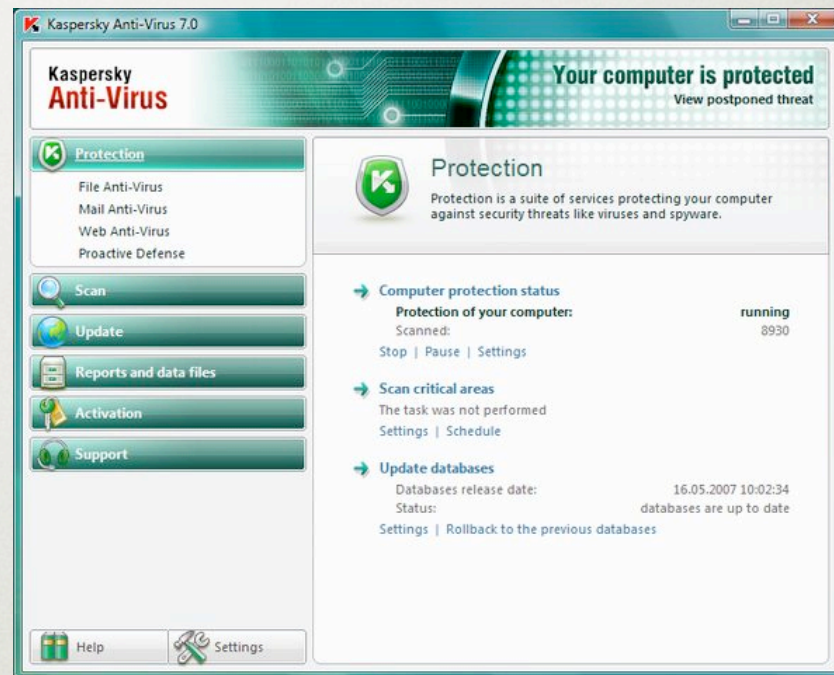 Kaspersky Anti-Virus 7.0
Kaspersky
Anti-Virus
Your computer is protected
View postponed threat
Protection
File Anti-Virus
Mail Anti-Virus
Web Anti-Virus
Proactive Defense
Scan
Update
Reports and data files
Activation
Support
Help
Settings
Protection
Protection is a suite of services protecting your computer
against security threats like viruses and spyware.
Computer protection status
Protection of your computer: running
Scanned: 8930
Stop | Pause | Settings
Scan critical areas
The task was not performed
Settings | Schedule
Update databases
Databases release date: 16.05.2007 10:02:34
Status: databases are up to date
Settings | Rollback to the previous databases